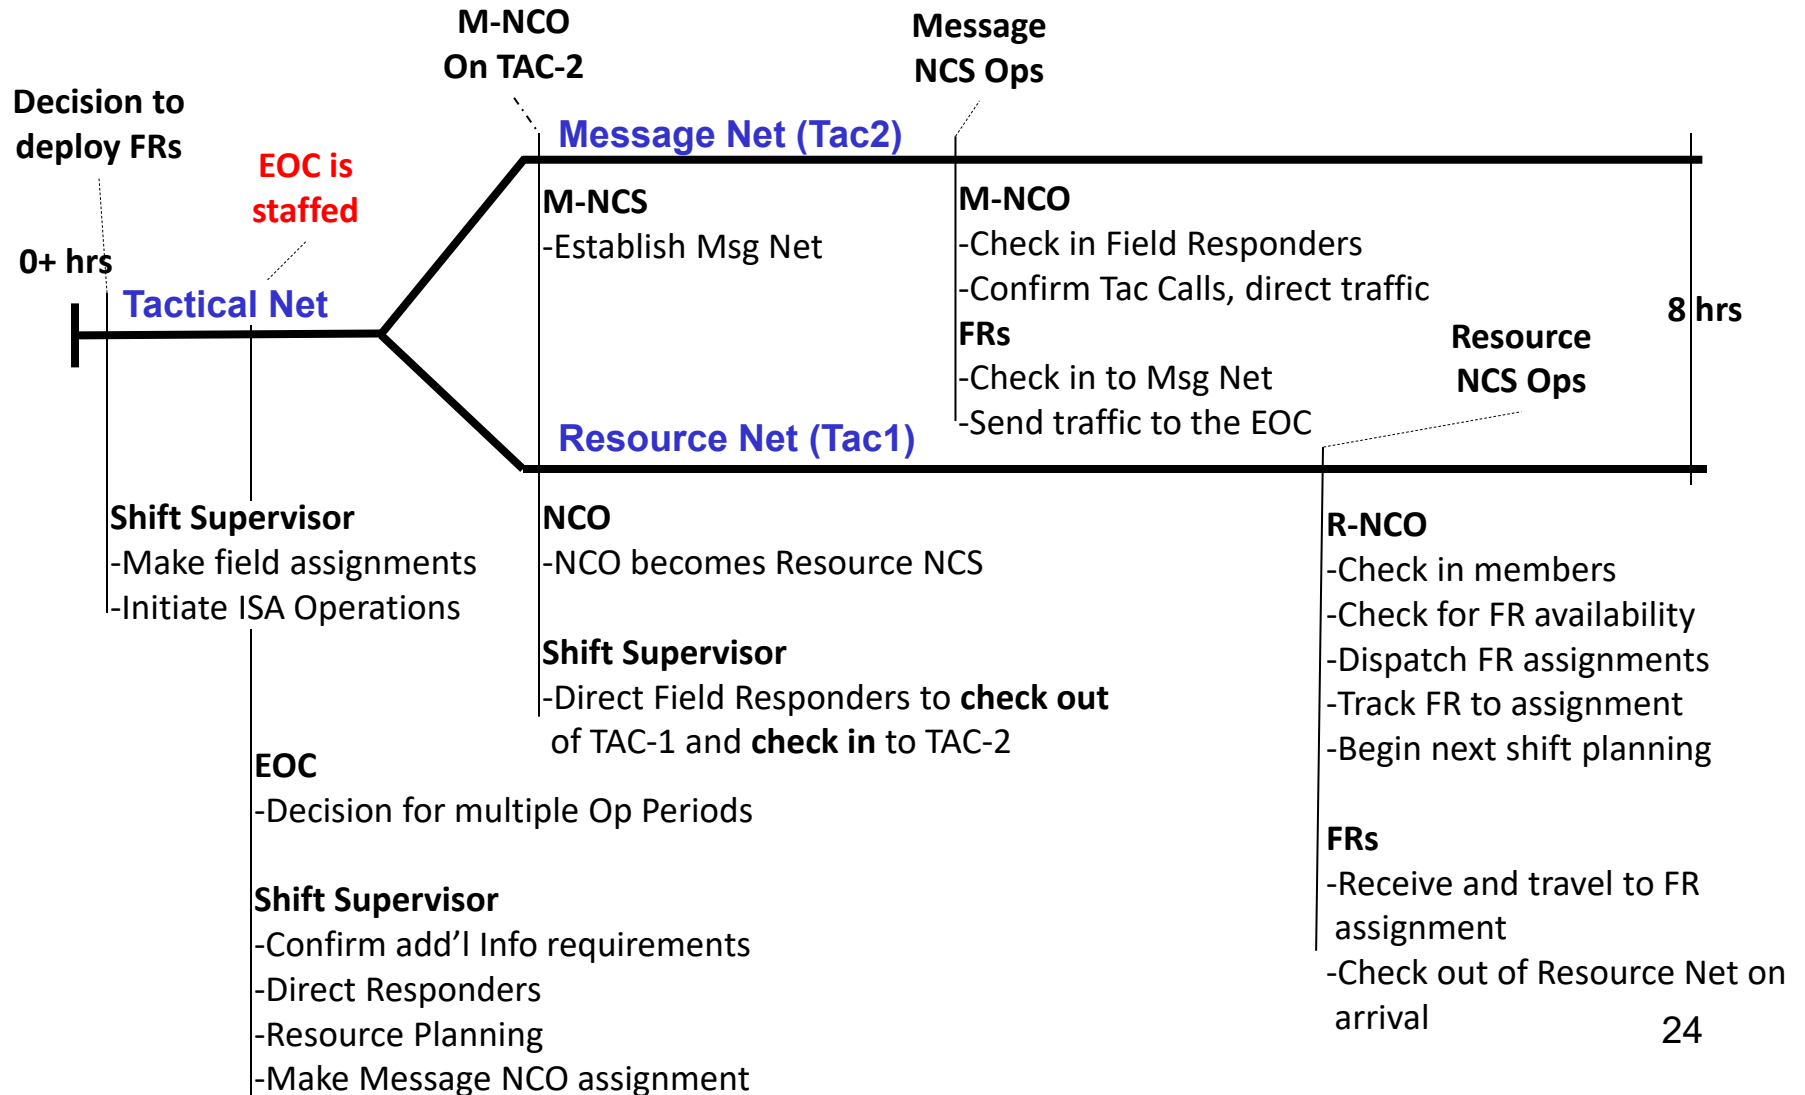 M-NCO
On TAC-2
Message
NCS Ops
Decision to
deploy FRs
EOC is
staffed
Message Net (Tac2)
0+ hrs
Tactical Net
M-NCS
-Establish Msg Net
M-NCO
-Check in Field Responders
-Confirm Tac Calls, direct traffic
FRs
-Check in to Msg Net
-Send traffic to the EOC
8 hrs
Resource
NCS Ops
Resource Net (Tac1)
Shift Supervisor
-Make field assignments
-Initiate ISA Operations
NCO
-NCO becomes Resource NCS
Shift Supervisor
-Direct Field Responders to check out
of TAC-1 and check in to TAC-2
R-NCO
-Check in members
-Check for FR availability
-Dispatch FR assignments
-Track FR to assignment
-Begin next shift planning
FRs
-Receive and travel to FR
assignment
-Check out of Resource Net on
arrival
EOC
-Decision for multiple Op Periods
Shift Supervisor
-Confirm add’l Info requirements
-Direct Responders
-Resource Planning
-Make Message NCO assignment
24